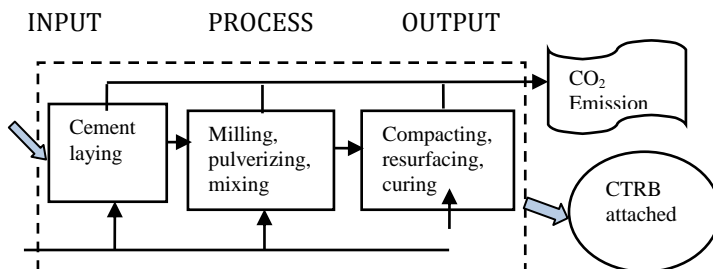 INPUT PROCESS OUTPUT
CO₂
Emission
Cement
laying
Milling,
pulverizing,
mixing
Compacting,
resurfacing,
curing
CTRB
attached